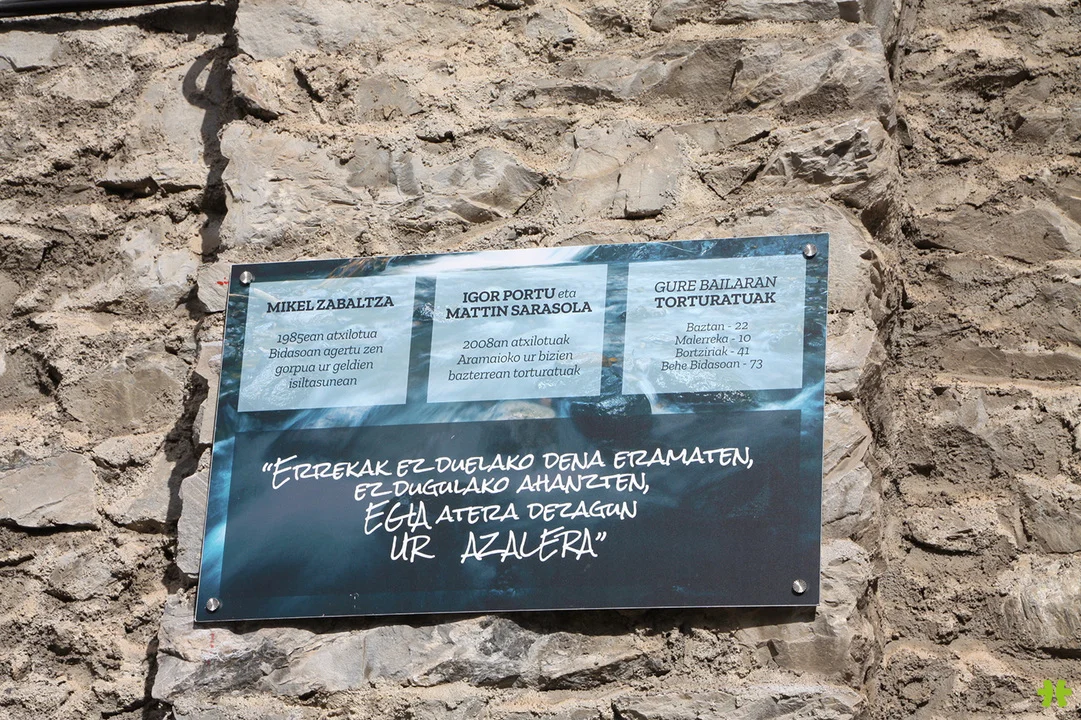 MIKEL ZABALTZA
1985ean atxilotua
Bidasoan agertu zen
gorpua ur geldien
isiltasunean
IGOR PORTU eta
MATTIN SARASOLA
2008an atxilotuak
Aramaioko ur bizien
bazterrean torturatuak
GURE BAILARAN
TORTURATUAK
Baztan - 22
Malerreka - 10
Bortziriak - 41
Behe Bidasoan - 73
"ERREKAK EZ DUELAKO DENA ERAMATEN,
EZ DUGULAKO AHANZTEN,
EGIA ATERA DEZAGUN
UR AZALERA"